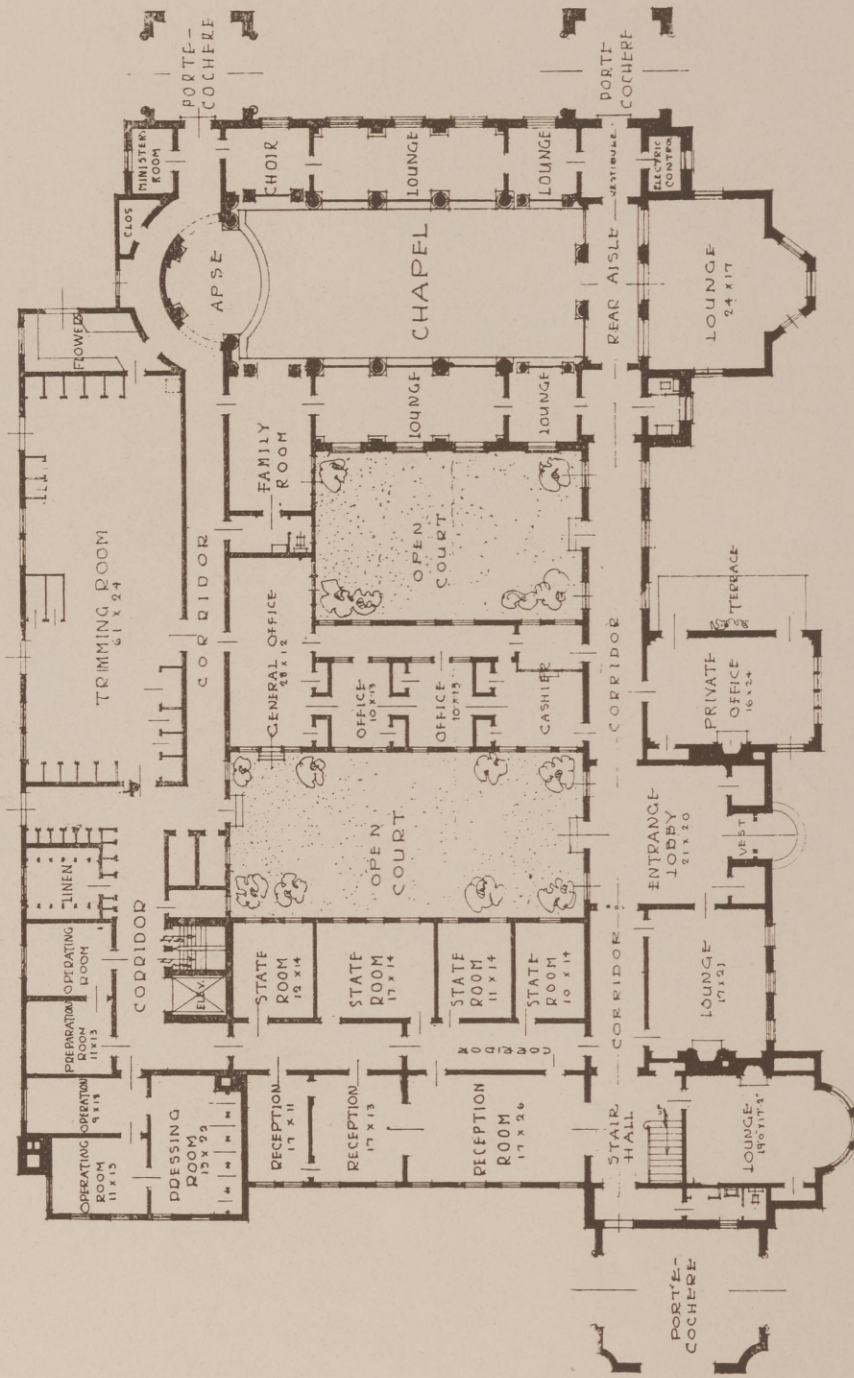 TRIMMING ROOM
61 x 24
FLOWERS
CLOS
MINISTERS
ROOM
PORTE-
COCHERE
"LINEN"
OPERATING
ROOM
PREPARATION
ROOM
11 x 13
OPERATION
9 x 13
OPERATING
ROOM
11 x 13
CORRIDOR
CORRIDOR
ELEV.
APSE
CHOIR
FAMILY
ROOM
GENERAL OFFICE
28 x 12
STATE
ROOM
12 x 14
RECEPTION
17 x 11
LOUNGE
CHAPEL
LOUNGE
OPEN
COURT
OFFICE
10 x 13
OFFICE
10 x 13
CASHIER
OPEN
COURT
STATE
ROOM
17 x 14
STATE
ROOM
11 x 14
STATE
ROOM
10 x 14
CORRIDOR
RECEPTION
17 x 13
RECEPTION
ROOM
17 x 26
LOUNGE
LOUNGE
PORTE
COCHERE
VESTIBULE
REAR AISLE
CORRIDOR
CORRIDOR
STAIR
HALL
ELECTRIC
CONTROL
LOUNGE
24 x 17
TERRACE
PRIVATE
OFFICE
16 x 24
ENTRANCE
LOBBY
21 x 20
VEST
LOUNGE
17 x 21
LOUNGE
PORTE-
COCHERE